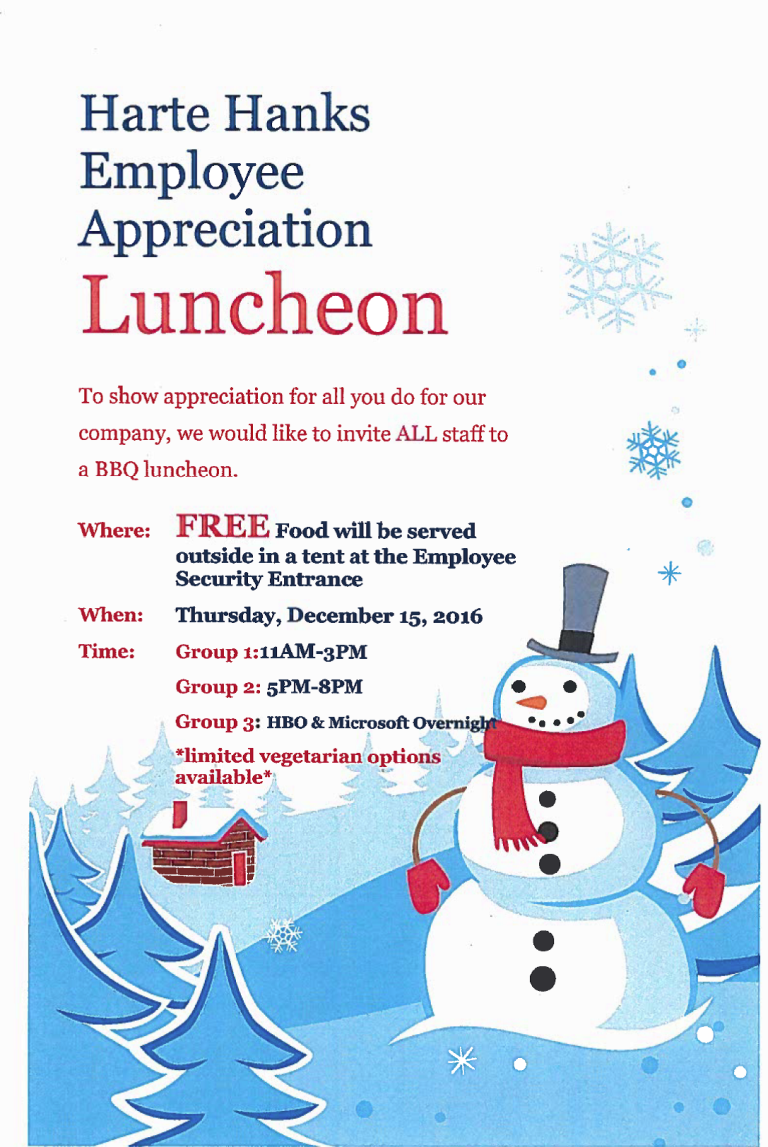 Harte Hanks
Employee
Appreciation
Luncheon
To show appreciation for all you do for our
company, we would like to invite ALL staff to
a BBQ luncheon.
Where: FREE Food will be served
outside in a tent at the Employee
Security Entrance
When: Thursday, December 15, 2016
Time: Group 1:11AM-3PM
Group 2: 5PM-8PM
Group 3: HBO & Microsoft Overnight
*limited vegetarian options
available*